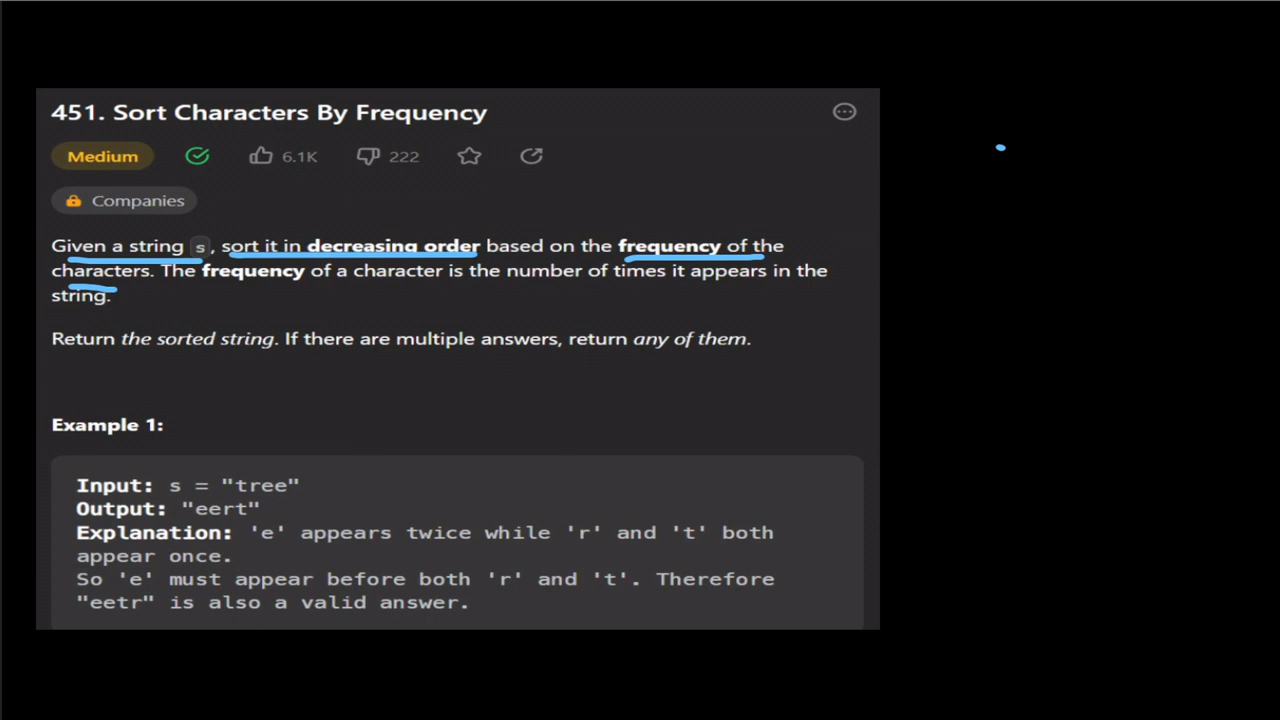 451. Sort Characters By Frequency
Medium 6.1K 222
Companies
Given a string s, sort it in decreasing order based on the frequency of the
characters. The frequency of a character is the number of times it appears in the
string.
Return the sorted string. If there are multiple answers, return any of them.
Example 1:
Input: s = "tree"
Output: "eert"
Explanation: 'e' appears twice while 'r' and 't' both
appear once.
So 'e' must appear before both 'r' and 't'. Therefore
"eetr" is also a valid answer.